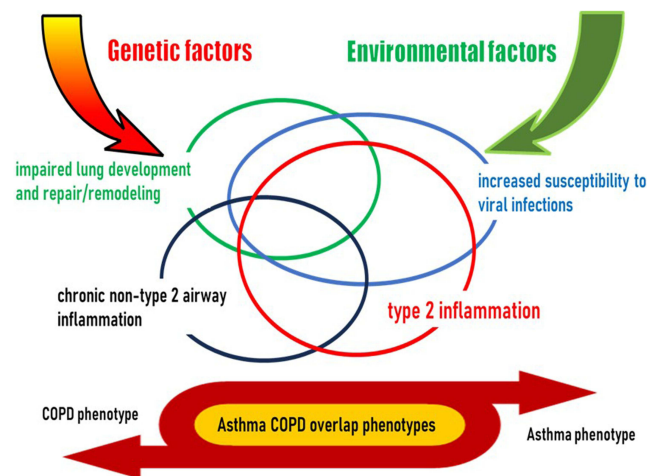 Genetic factors
Environmental factors
impaired lung development
and repair/remodeling
increased susceptibility to
viral infections
chronic non-type 2 airway
inflammation
type 2 inflammation
COPD phenotype
Asthma COPD overlap phenotypes
Asthma phenotype